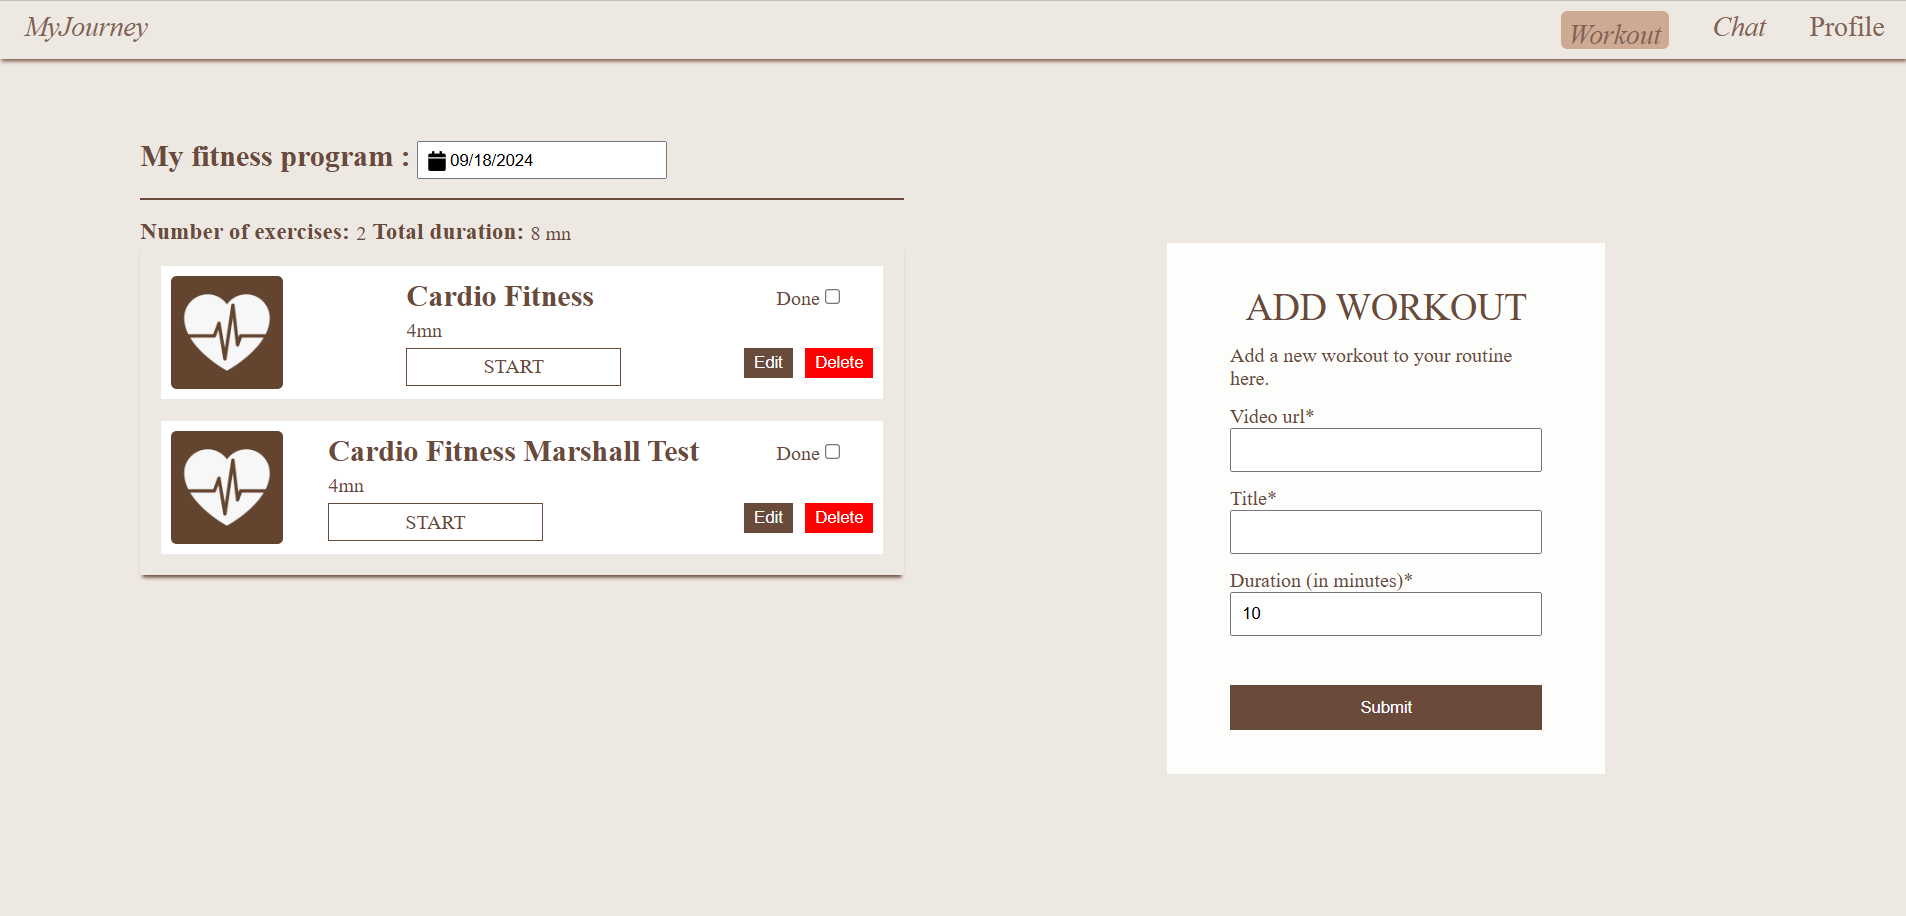 MyJourney
Workout
Chat
Profile
My fitness program :
09/18/2024
Number of exercises: 2 Total duration: 8 mn
Cardio Fitness
Done
4mn
START
Edit
Delete
Cardio Fitness Marshall Test
Done
4mn
START
Edit
Delete
ADD WORKOUT
Add a new workout to your routine
here.
Video url*
Title*
Duration (in minutes)*
10
Submit